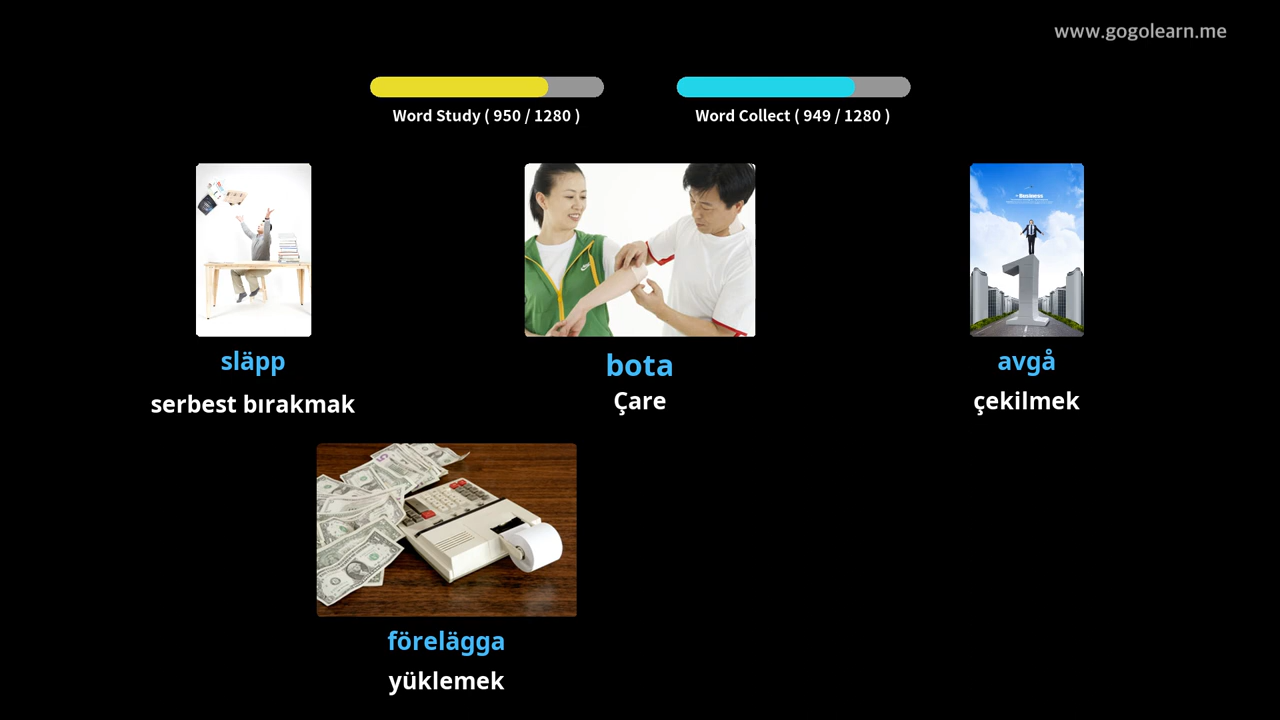 www.gogolearn.me
Word Study ( 950 / 1280 )
Word Collect ( 949 / 1280 )
Business
släpp
serbest bırakmak
bota
Çare
avgå
çekilmek
förelägga
yüklemek